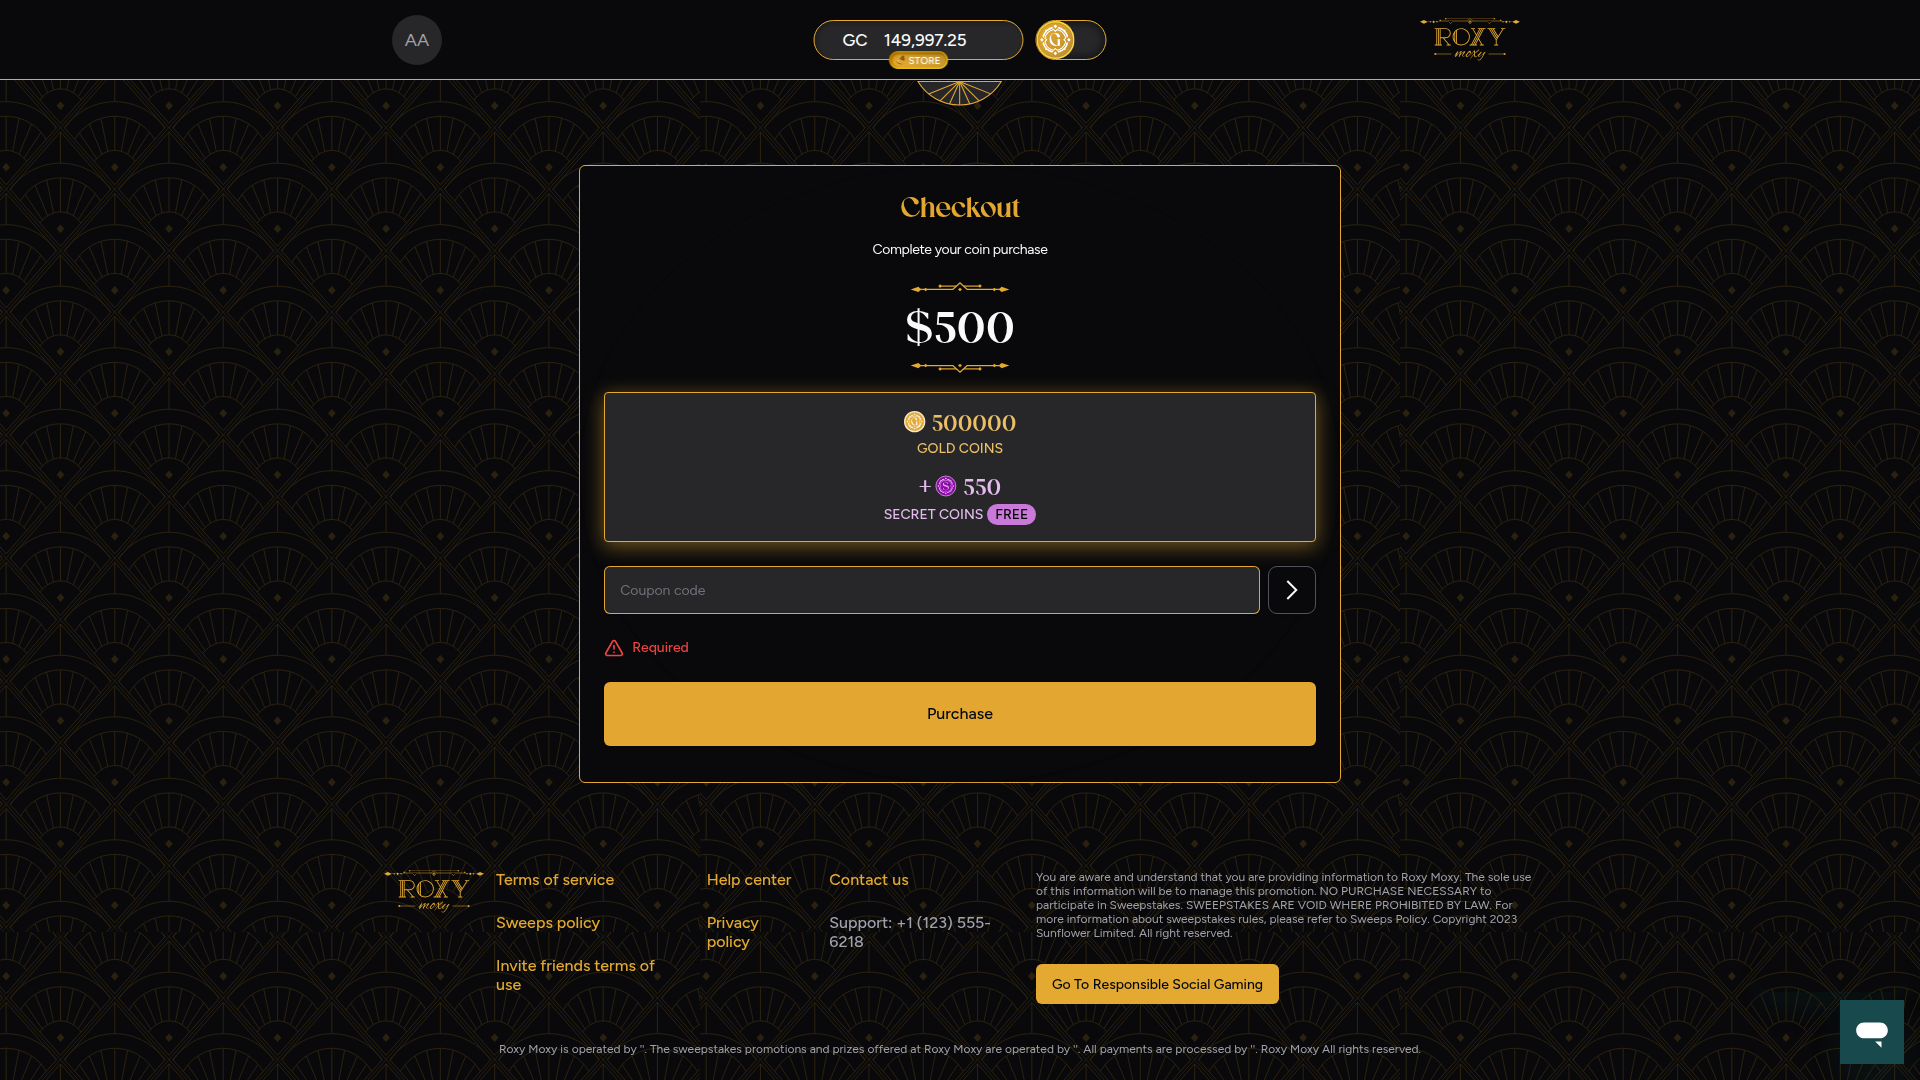 AA
GC 149,997.25
STORE
G
ROXY
moxy
Checkout
Complete your coin purchase
$500
G 500000
GOLD COINS
+ S 550
SECRET COINS FREE
Coupon code
Required
Purchase
ROXY
moxy
Terms of service
Sweeps policy
Invite friends terms of
use
Help center
Privacy
policy
Contact us
Support: +1 (123) 555-
6218
You are aware and understand that you are providing information to Roxy Moxy. The sole use
of this information will be to manage this promotion. NO PURCHASE NECESSARY to
participate in Sweepstakes. SWEEPSTAKES ARE VOID WHERE PROHIBITED BY LAW. For
more information about sweepstakes rules, please refer to Sweeps Policy. Copyright 2023
Sunflower Limited. All right reserved.
Go To Responsible Social Gaming
Roxy Moxy is operated by ''. The sweepstakes promotions and prizes offered at Roxy Moxy are operated by ''. All payments are processed by ''. Roxy Moxy All rights reserved.